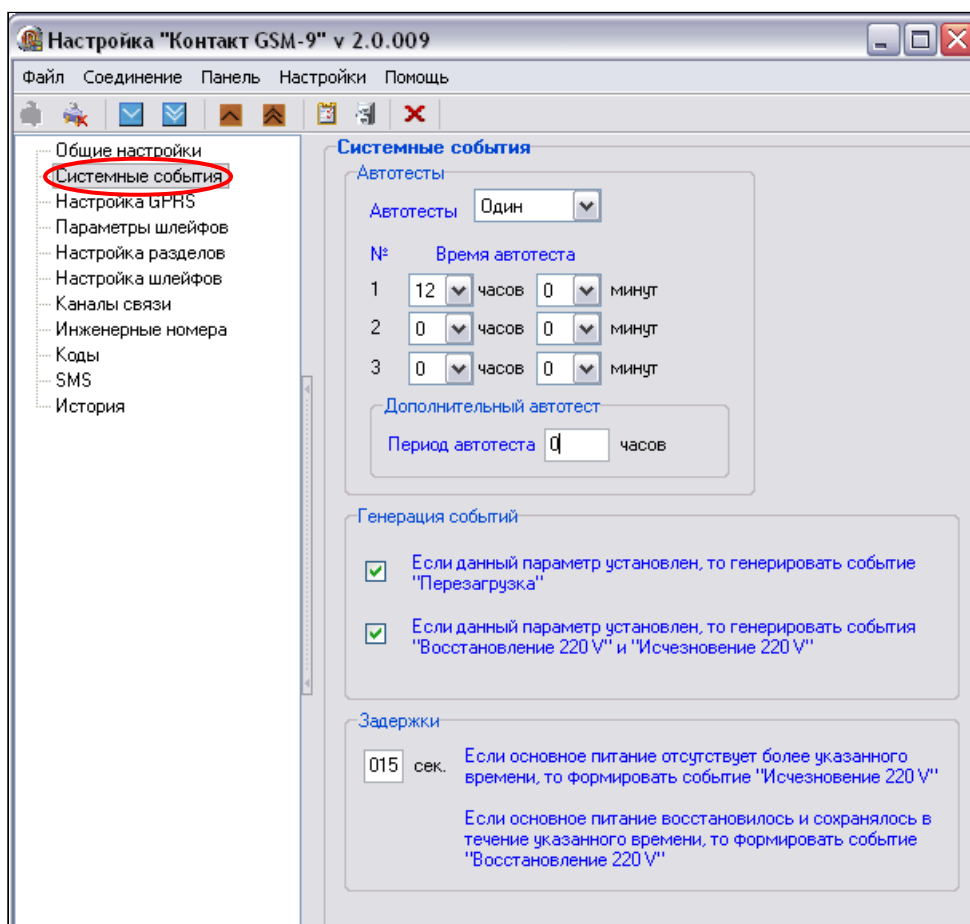 Настройка "Контакт GSM-9" v 2.0.009
Файл Соединение Панель Настройки Помощь
Общие настройки
Системные события
Настройка GPRS
Параметры шлейфов
Настройка разделов
Настройка шлейфов
Каналы связи
Инженерные номера
Коды
SMS
История
Системные события
Автотесты
Автотесты Один
№ Время автотеста
1 12 часов 0 минут
2 0 часов 0 минут
3 0 часов 0 минут
Дополнительный автотест
Период автотеста 0 часов
Генерация событий
Если данный параметр установлен, то генерировать событие
"Перезагрузка"
Если данный параметр установлен, то генерировать события
"Восстановление 220 V" и "Исчезновение 220 V"
Задержки
015 сек. Если основное питание отсутствует более указанного
времени, то формировать событие "Исчезновение 220 V"
Если основное питание восстановилось и сохранялось в
течение указанного времени, то формировать событие
"Восстановление 220 V"